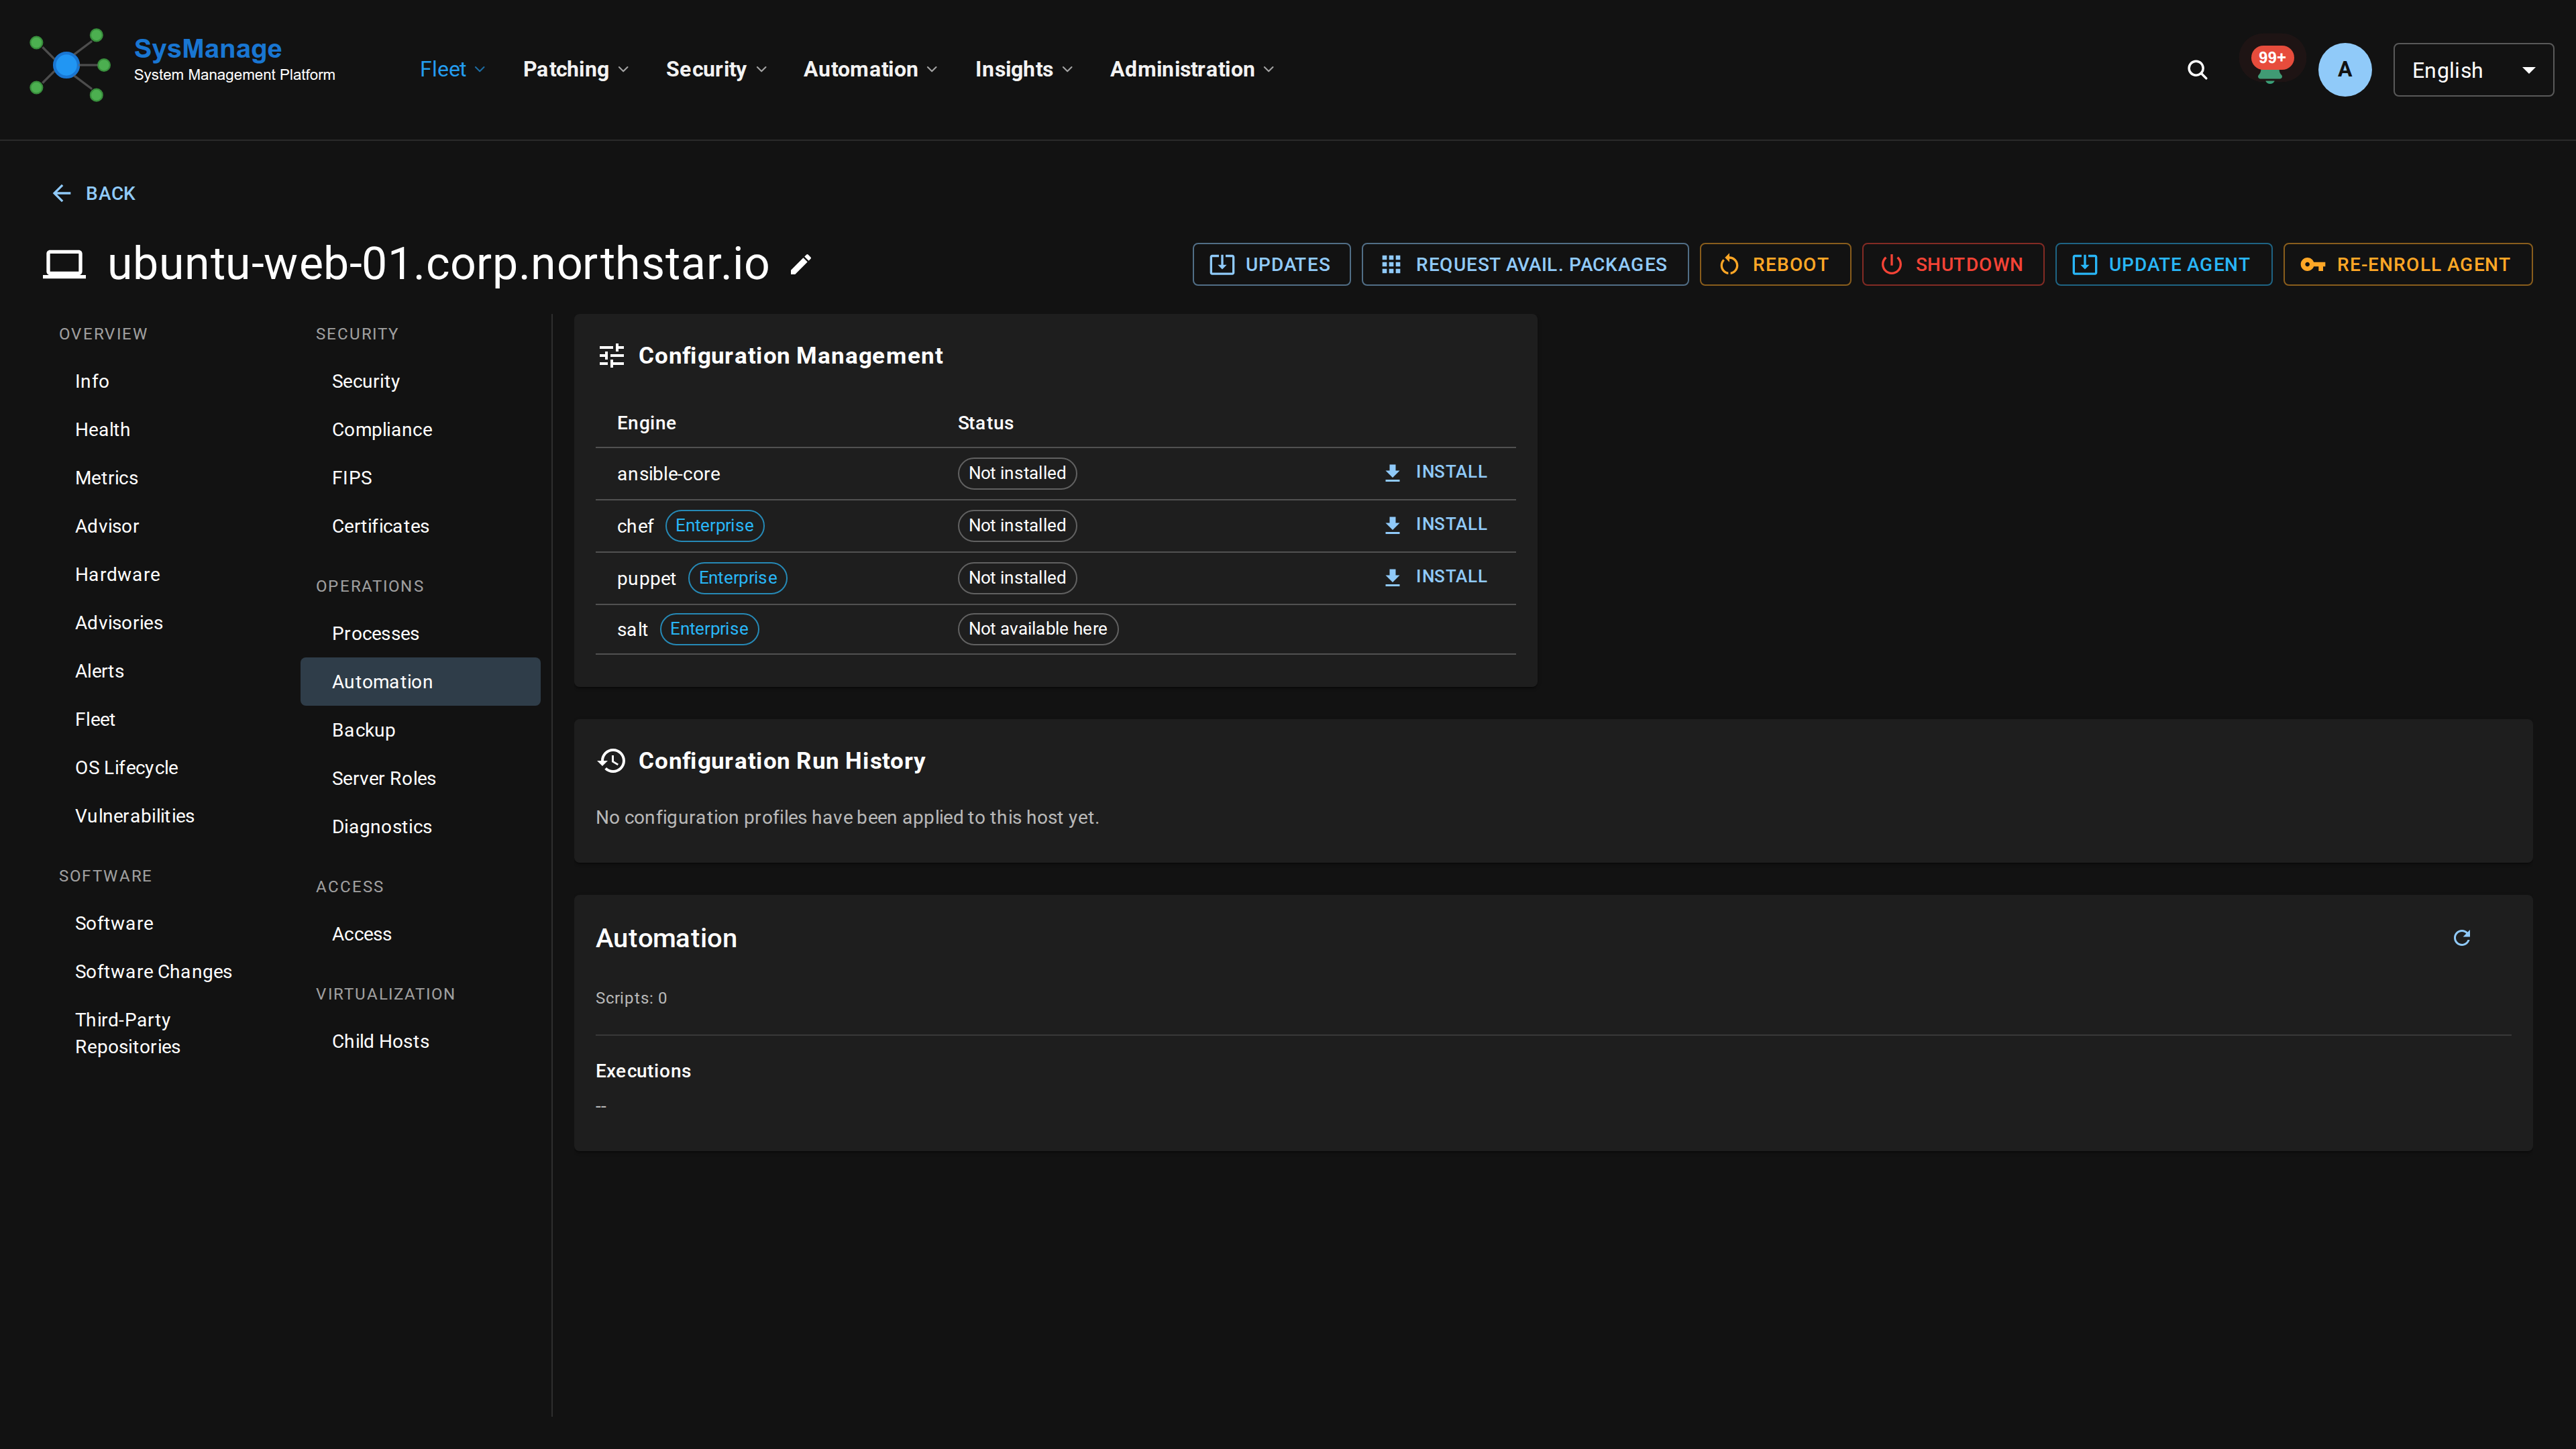 SysManage
System Management Platform
Fleet
Patching
Security
Automation
Insights
Administration
99+
A
English
BACK
ubuntu-web-01.corp.northstar.io
UPDATES
REQUEST AVAIL. PACKAGES
REBOOT
SHUTDOWN
UPDATE AGENT
RE-ENROLL AGENT
OVERVIEW
Info
Health
Metrics
Advisor
Hardware
Advisories
Alerts
Fleet
OS Lifecycle
Vulnerabilities
SOFTWARE
Software
Software Changes
Third-Party
Repositories
SECURITY
Security
Compliance
FIPS
Certificates
OPERATIONS
Processes
Automation
Backup
Server Roles
Diagnostics
ACCESS
Access
VIRTUALIZATION
Child Hosts
Configuration Management
Engine Status
ansible-core Not installed INSTALL
chef Enterprise Not installed INSTALL
puppet Enterprise Not installed INSTALL
salt Enterprise Not available here
Configuration Run History
No configuration profiles have been applied to this host yet.
Automation
Scripts: 0
Executions
--